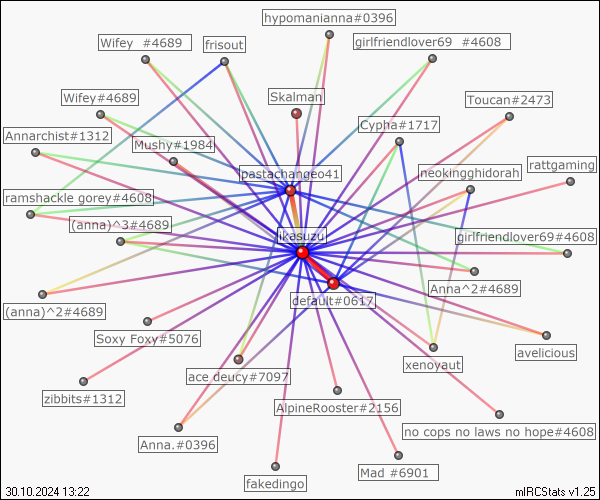 hypomanianna#0396
Wifey  #4689
frisout
girlfriendlover69  #4608
Wifey#4689
Skalman
Toucan#2473
Annarchist#1312
Mushy#1984
Cypha#1717
pastachangeo41
neokingghidorah
rattgaming
ramshackle gorey#4608
(anna)^3#4689
ikasuzu
girlfriendlover69#4608
Anna^2#4689
(anna)^2#4689
default#0617
Soxy Foxy#5076
avelicious
xenoyaut
ace deucy#7097
zibbits#1312
AlpineRooster#2156
no cops no laws no hope#4608
Anna.#0396
Mad #6901
fakedingo
30.10.2024 13:22
mIRCStats v1.25